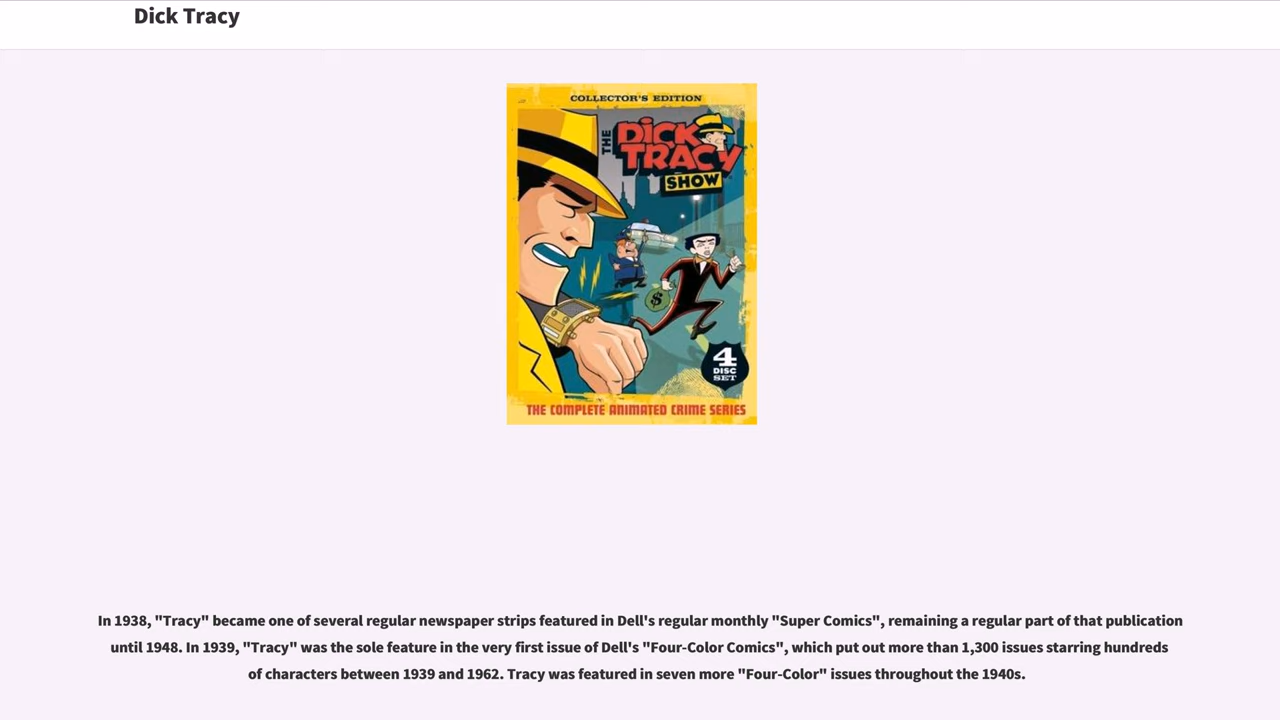 Dick Tracy
COLLECTOR'S EDITION
THE
DICK
TRACY
SHOW
$
4
DISC
SET
THE COMPLETE ANIMATED CRIME SERIES
In 1938, "Tracy" became one of several regular newspaper strips featured in Dell's regular monthly "Super Comics", remaining a regular part of that publication
until 1948. In 1939, "Tracy" was the sole feature in the very first issue of Dell's "Four-Color Comics", which put out more than 1,300 issues starring hundreds
of characters between 1939 and 1962. Tracy was featured in seven more "Four-Color" issues throughout the 1940s.